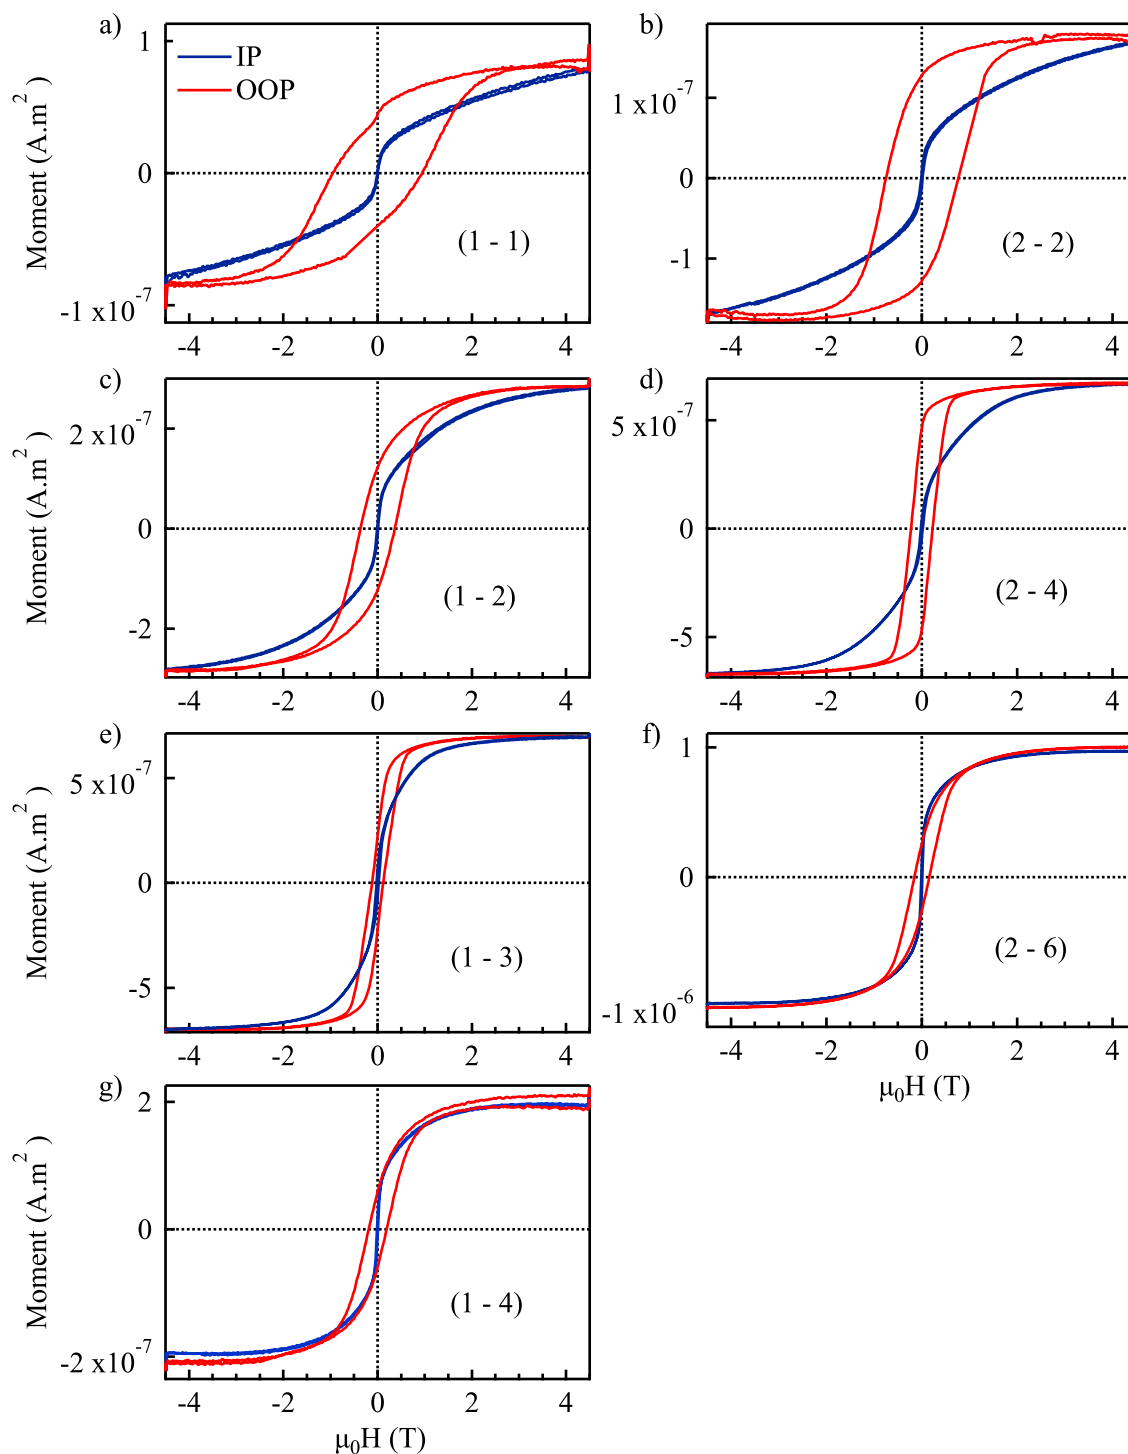 a)
1
0
-1 x10⁻⁷
Moment (A.m²)
IP
OOP
(1 - 1)
-4 -2 0 2 4
b)
1 x10⁻⁷
0
-1
(2 - 2)
-4 -2 0 2 4
c)
2 x10⁻⁷
0
-2
Moment (A.m²)
(1 - 2)
-4 -2 0 2 4
d)
5 x10⁻⁷
0
-5
(2 - 4)
-4 -2 0 2 4
e)
5 x10⁻⁷
0
-5
Moment (A.m²)
(1 - 3)
-4 -2 0 2 4
f)
1
0
-1 x10⁻⁶
(2 - 6)
-4 -2 0 2 4
μ₀H (T)
g)
2
0
-2 x10⁻⁷
Moment (A.m²)
(1 - 4)
-4 -2 0 2 4
μ₀H (T)